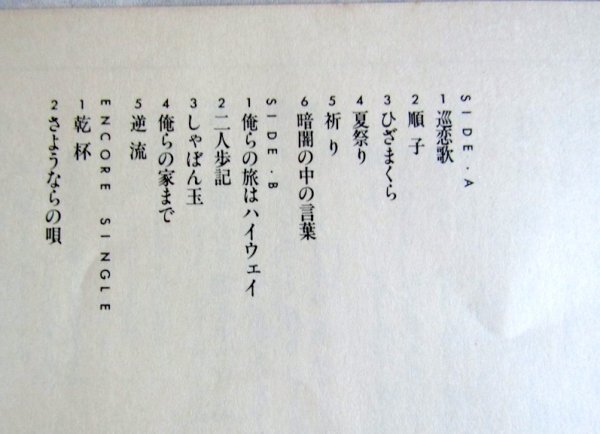 SIDE・A
1 巡恋歌
2 順子
3 ひざまくら
4 夏祭り
5 祈り
6 暗闇の中の言葉
SIDE・B
1 俺らの旅はハイウェイ
2 二人歩記
3 しゃぼん玉
4 俺らの家まで
5 逆流
ENCORE SINGLE
1 乾杯
2 さようならの唄